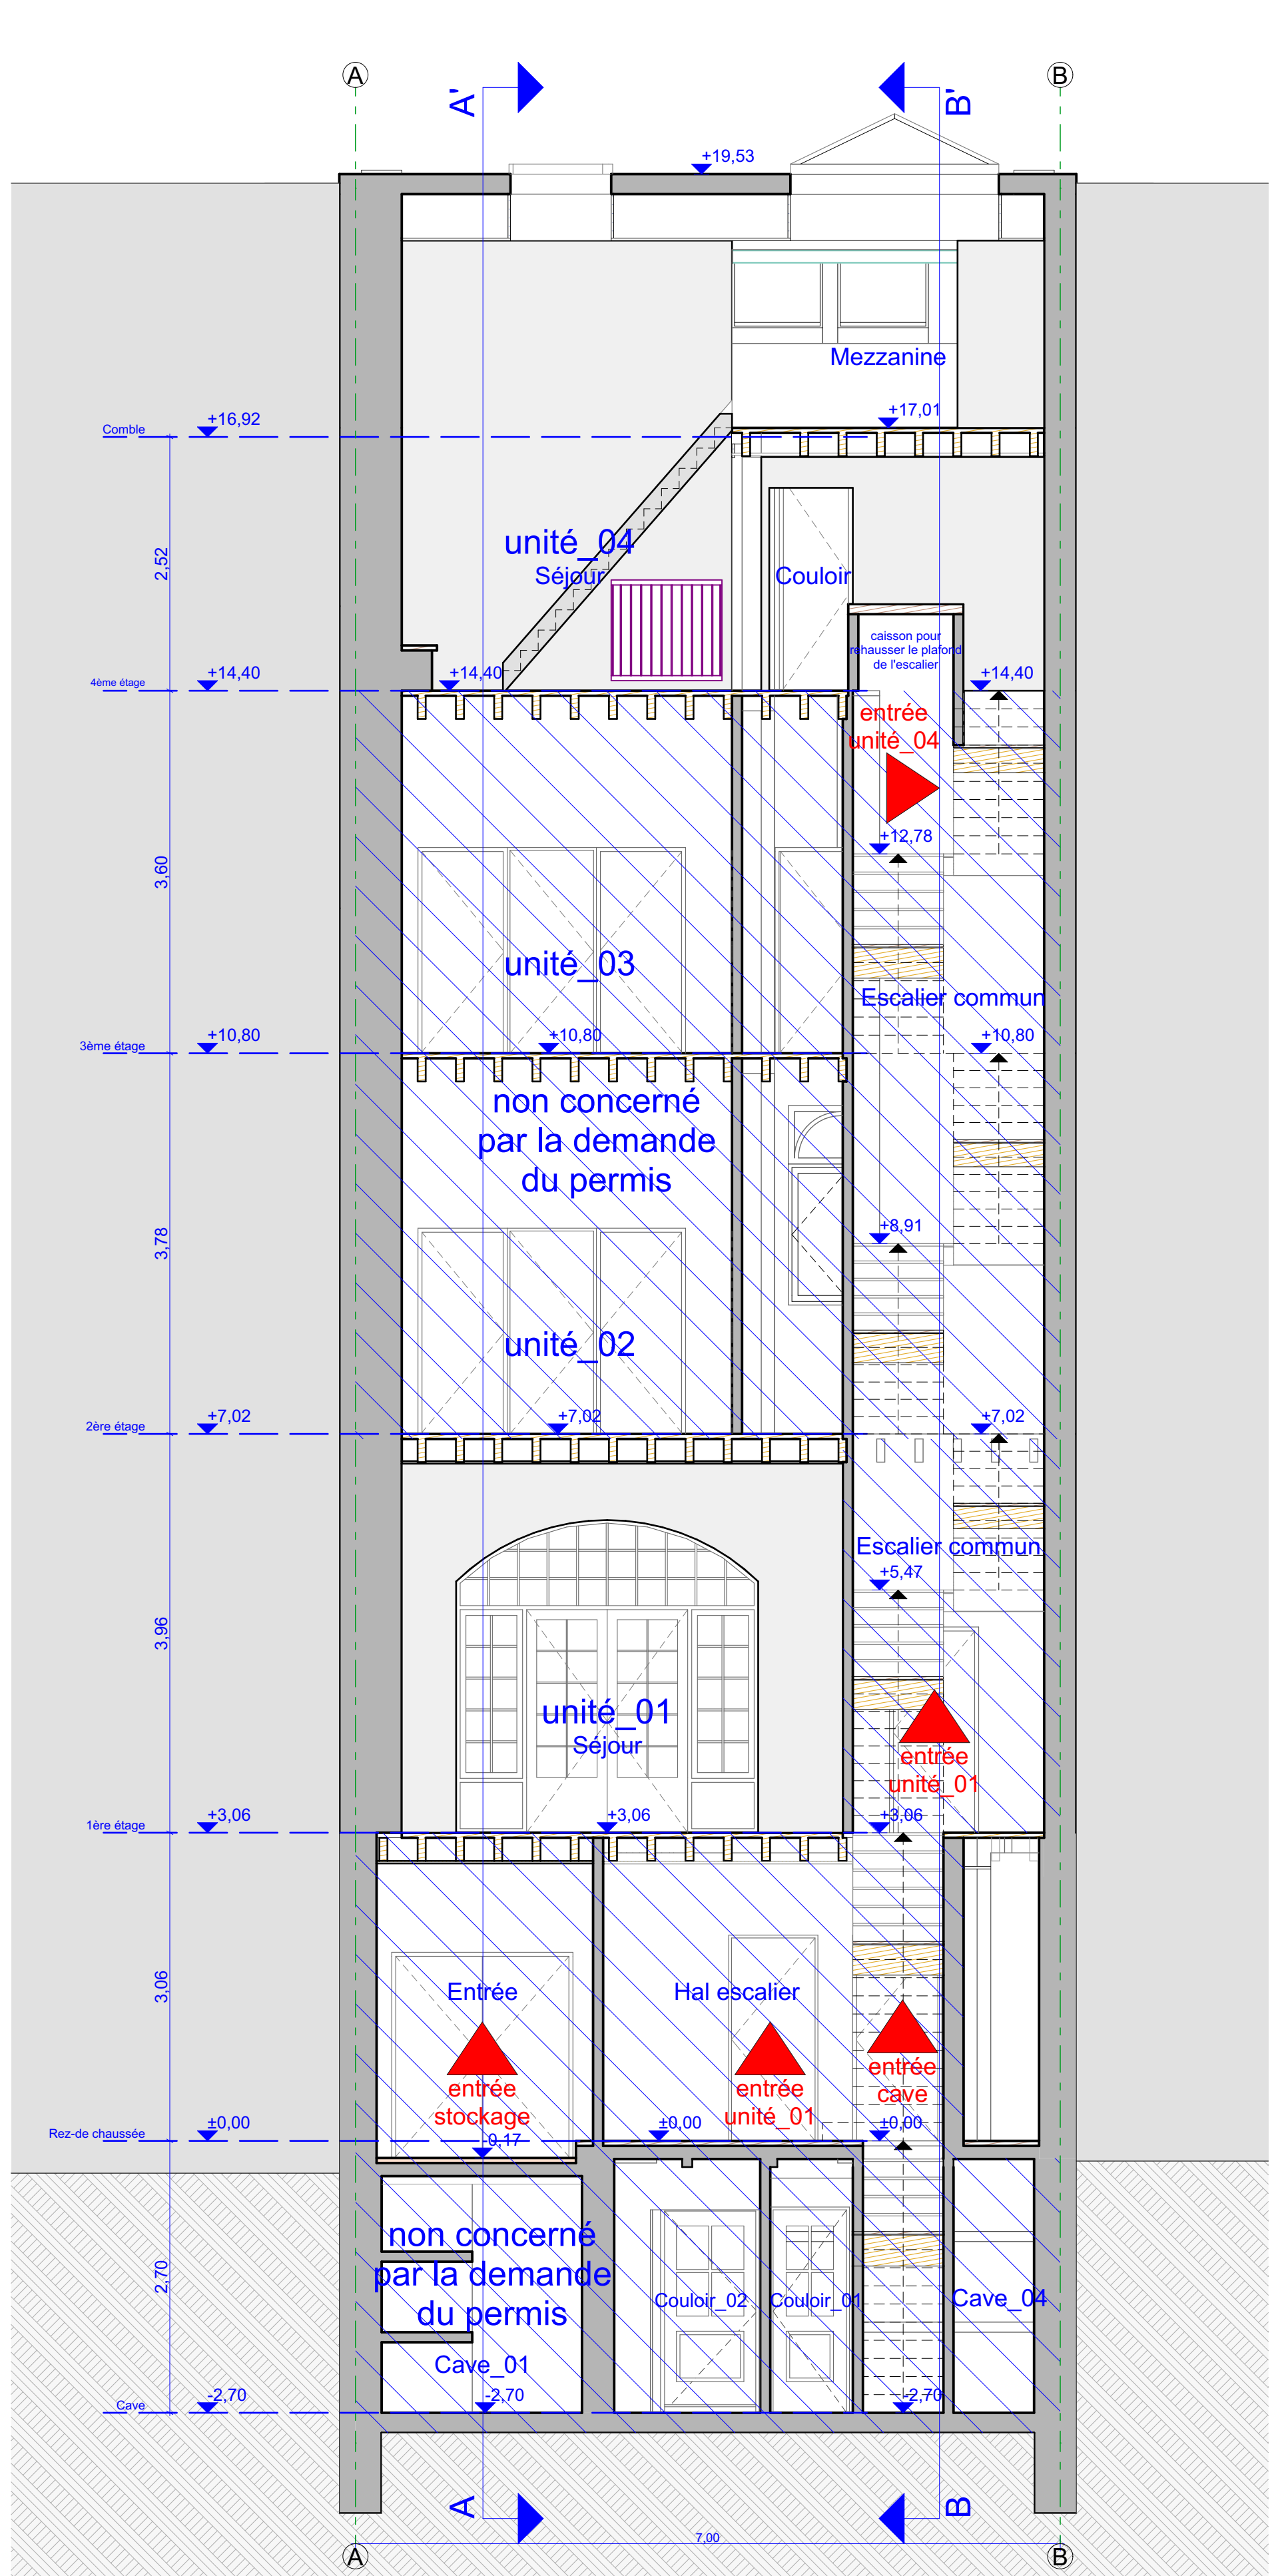 A
B
A'
B'
+19,53
Mezzanine
+17,01
Comble
+16,92
2,52
unité_04
Séjour
Couloir
caisson pour
rehausser le plafond
de l'escalier
4ème étage
+14,40
+14,40
+14,40
entrée
unité_04
+12,78
3,60
unité_03
Escalier commun
3ème étage
+10,80
+10,80
+10,80
non concerné
par la demande
du permis
3,78
+8,91
unité_02
2ère étage
+7,02
+7,02
+7,02
Escalier commun
+5,47
3,96
unité_01
Séjour
entrée
unité_01
1ère étage
+3,06
+3,06
+3,06
3,06
Entrée
Hal escalier
entrée
stockage
entrée
unité_01
entrée
cave
Rez-de chaussée
±0,00
±0,00
±0,00
-0,17
non concerné
par la demande
du permis
2,70
Couloir_02
Couloir_01
Cave_04
Cave_01
Cave
-2,70
-2,70
-2,70
A
B
7,00
A
B